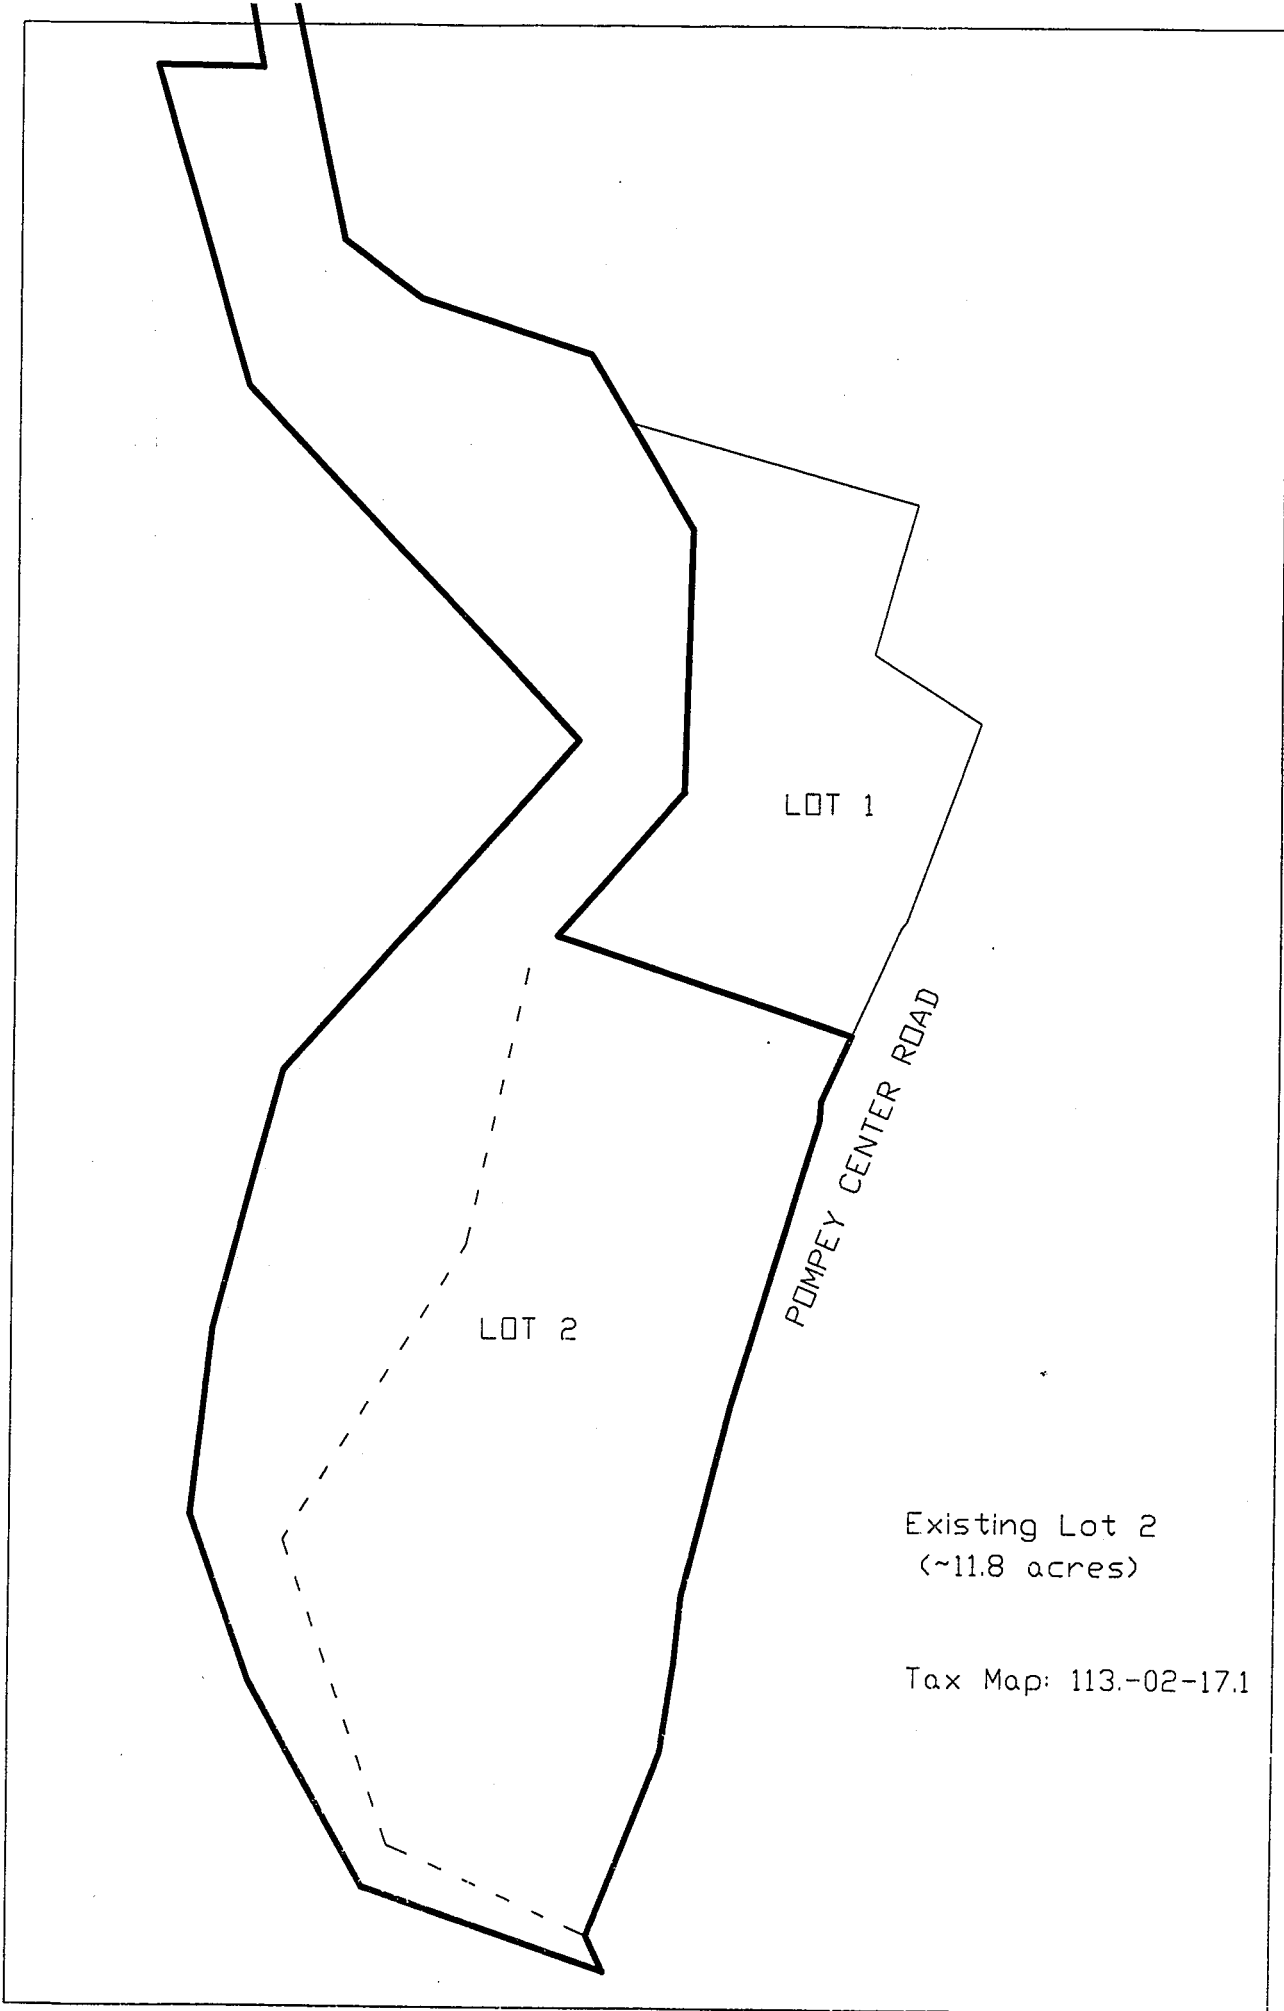 LOT 1
POMPEY CENTER ROAD
LOT 2
Existing Lot 2
(~11.8 acres)
Tax Map: 113.-02-17.1